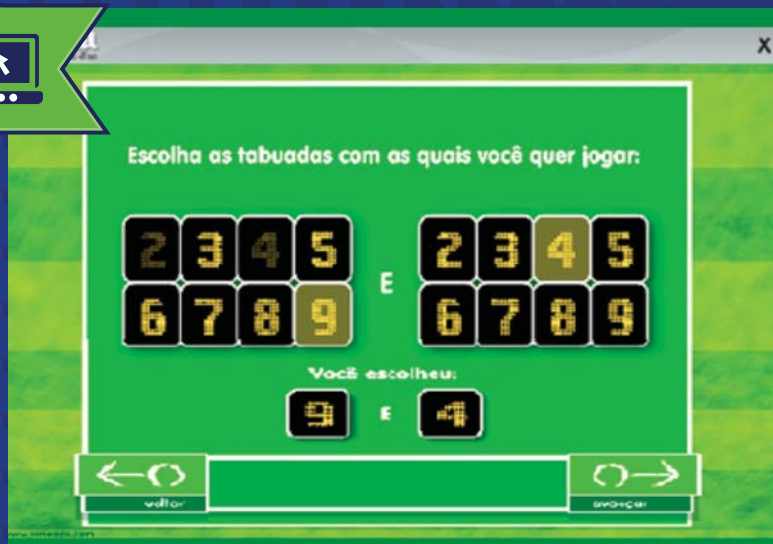 X
Escolha as tabuadas com as quais você quer jogar:
2 3 4 5 E 2 3 4 5
6 7 8 9 6 7 8 9
Você escolheu:
9 E 4
voltar avançar